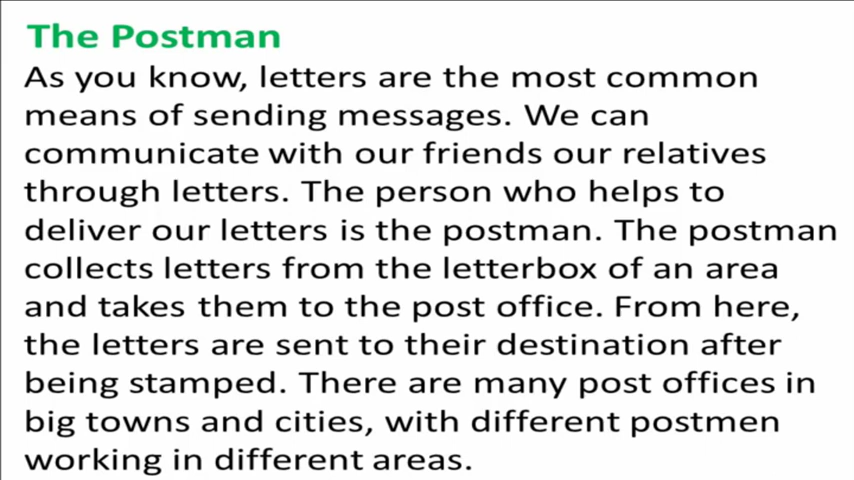 The Postman
As you know, letters are the most common
means of sending messages. We can
communicate with our friends our relatives
through letters. The person who helps to
deliver our letters is the postman. The postman
collects letters from the letterbox of an area
and takes them to the post office. From here,
the letters are sent to their destination after
being stamped. There are many post offices in
big towns and cities, with different postmen
working in different areas.